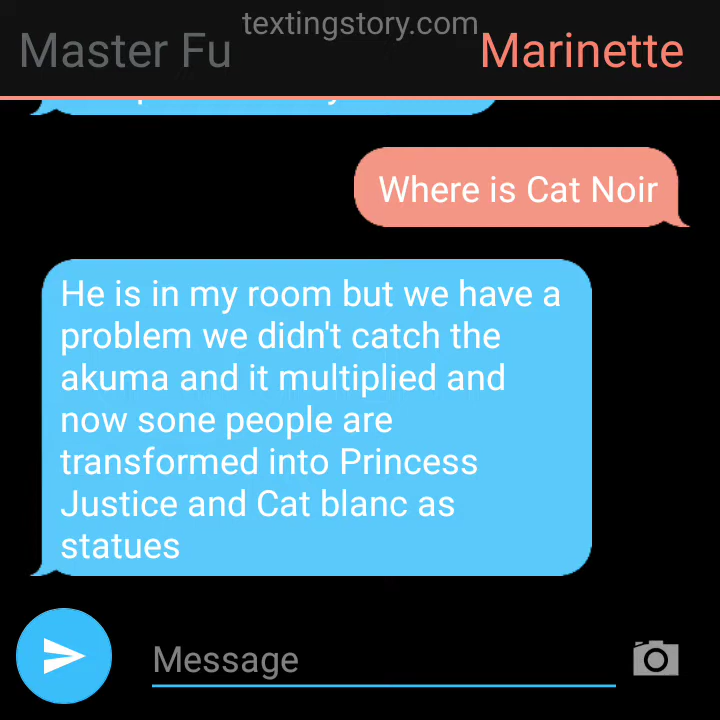 textingstory.com
Master Fu
Marinette
Where is Cat Noir
He is in my room but we have a
problem we didn't catch the
akuma and it multiplied and
now sone people are
transformed into Princess
Justice and Cat blanc as
statues
Message